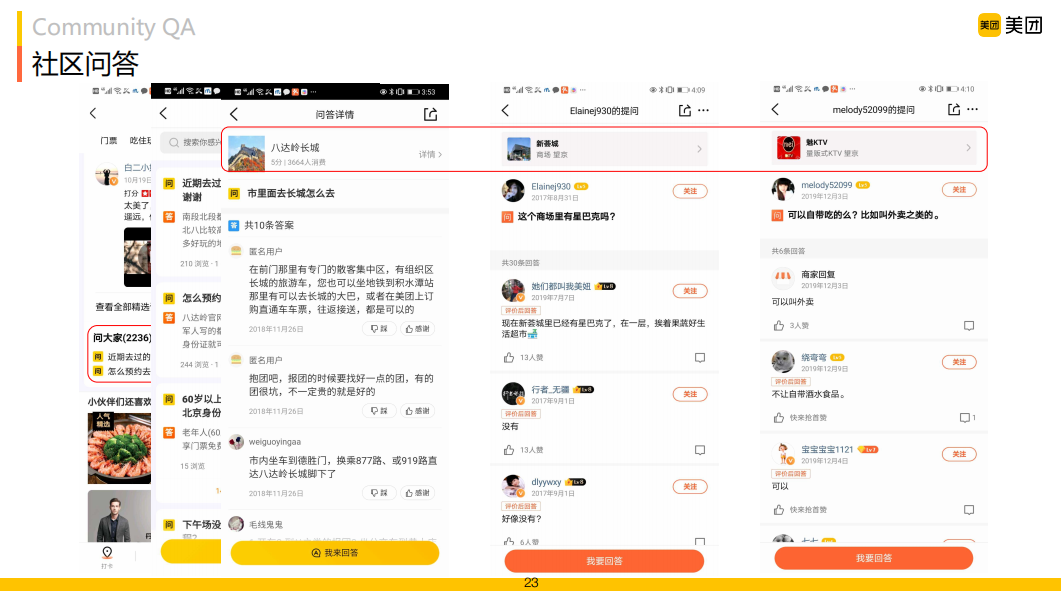 Community QA
社区问答
美团 美团
门票 吃住玩
白二小
10月19日
打分
太美了
遥远，
查看全部精选
问大家(2236)
问 近期去过的
问 怎么预约
小伙伴们还喜欢
人气
精选
打卡
搜索你感兴
问 近期去过
谢谢
答 南段北段
北八比较
多好玩的
210 浏览 · 1
问 怎么预约
答 八达岭官
军人写的
身份证就
244 浏览 · 1
问 60岁以上
北京身份
答 老年人(60
享门票免
15 浏览
问 下午场没
3:53
问答详情
八达岭长城
5分 | 3664人消费
详情
问 市里面去长城怎么去
答 共10条答案
匿名用户
在前门那里有专门的散客集中区，有组织区
长城的旅游车，您也可以坐地铁到积水潭站
那里有可以去长城的大巴，或者在美团上订
购直通车车票，往返接送，都是可以的
2018年11月26日 踩 感谢
匿名用户
抱团吧，报团的时候要找好一点的团，有的
团很坑，不一定贵的就是好的
2018年11月26日 踩 感谢
weiguoyingaa
市内坐车到德胜门，换乘877路、或919路直
达八达岭长城脚下了
2018年11月26日 踩 感谢
毛线鬼鬼
我来回答
4:09
Elainej930的提问
新荟城
商场 望京
Elainej930 Lv5
2017年8月31日
关注
问 这个商场里有星巴克吗？
共30条回答
她们都叫我美姐 Lv8
2019年7月7日
关注
评价后回答
现在新荟城里已经有星巴克了，在一层，挨着果蔬好生
活超市
13人赞
行者_无疆 Lv8
2017年9月1日
关注
评价后回答
没有
13人赞
dlyywxy Lv8
2017年9月1日
关注
评价后回答
好像没有？
6人赞
我要回答
4:10
melody52099的提问
魅KTV
量贩式KTV 望京
melody52099
2019年12月3日
关注
问 可以自带吃的么？比如叫外卖之类的。
共6条回答
商家回复
2019年12月3日
可以叫外卖
3人赞
绕弯弯
2019年12月9日
关注
评价后回答
不让自带酒水食品。
快来抢首赞 1
宝宝宝宝1121
2019年12月4日
关注
评价后回答
可以
快来抢首赞
七七
我要回答
23